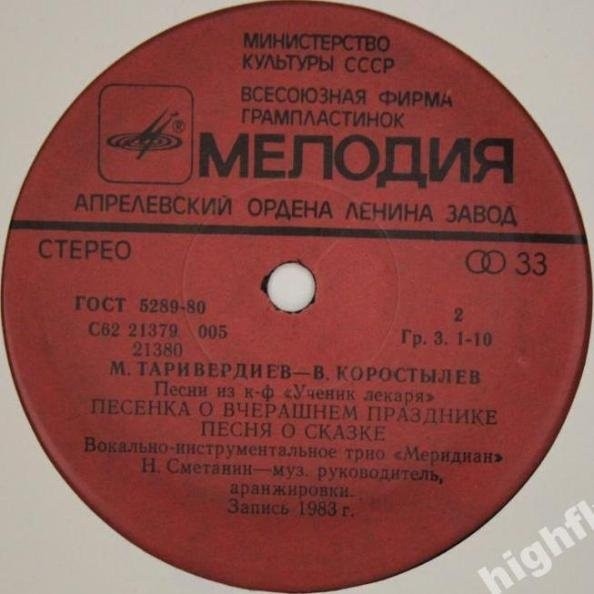 МИНИСТЕРСТВО
КУЛЬТУРЫ СССР
ВСЕСОЮЗНАЯ ФИРМА
ГРАМПЛАСТИНОК
®
МЕЛОДИЯ
АПРЕЛЕВСКИЙ ОРДЕНА ЛЕНИНА ЗАВОД
СТЕРЕО
33
ГОСТ 5289-80
2
С62 21379 005
Гр. 3. 1-10
21380
М. ТАРИВЕРДИЕВ—В. КОРОСТЫЛЕВ
Песни из к-ф «Ученик лекаря»
ПЕСЕНКА О ВЧЕРАШНЕМ ПРАЗДНИКЕ
ПЕСНЯ О СКАЗКЕ
Вокально-инструментальное трио «Меридиан»
Н. Сметанин—муз. руководитель,
аранжировки.
Запись 1983 г.